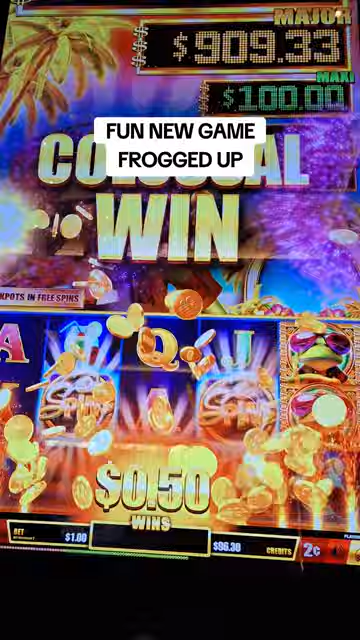 MAJOR
$909.33
MAXI
$100.00
FUN NEW GAME
FROGGED UP
COLOSSAL
WIN
KPOTS IN FREE SPINS
A
Q
J
$0.50
WINS
BET
$1.00
$96.30
CREDITS
2¢